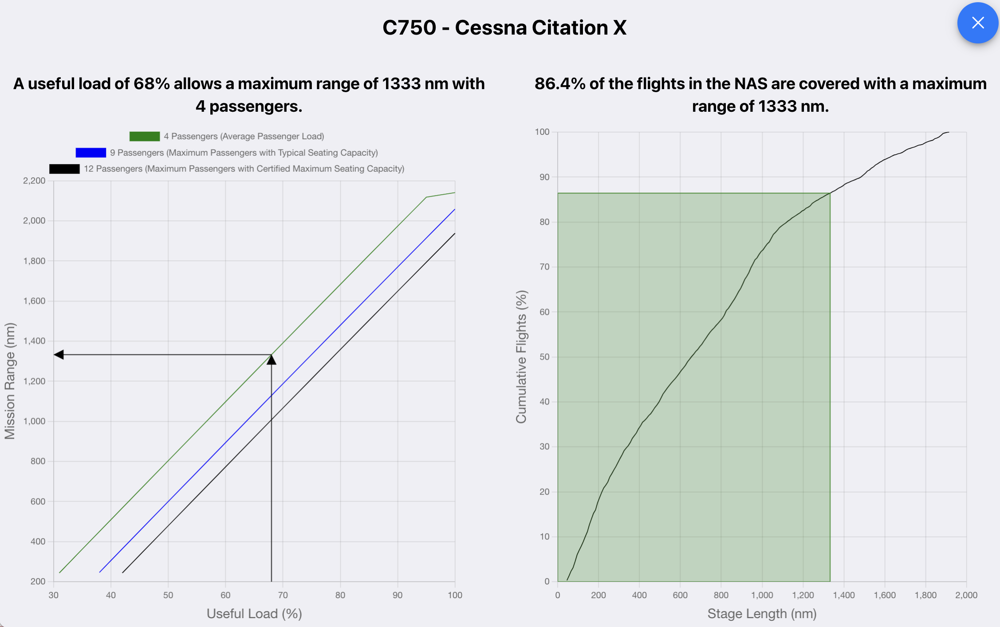 C750 - Cessna Citation X
A useful load of 68% allows a maximum range of 1333 nm with
4 passengers.
4 Passengers (Average Passenger Load)
9 Passengers (Maximum Passengers with Typical Seating Capacity)
12 Passengers (Maximum Passengers with Certified Maximum Seating Capacity)
2,200
2,000
1,800
1,600
1,400
1,200
1,000
800
600
400
200
Mission Range (nm)
30 40 50 60 70 80 90 100
Useful Load (%)
86.4% of the flights in the NAS are covered with a maximum
range of 1333 nm.
100
90
80
70
60
50
40
30
20
10
0
Cumulative Flights (%)
0 200 400 600 800 1,000 1,200 1,400 1,600 1,800 2,000
Stage Length (nm)